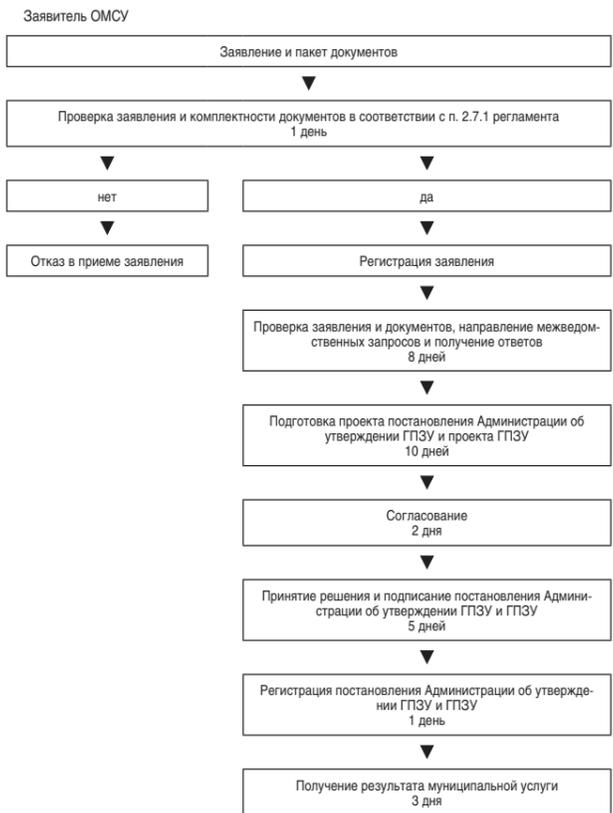 Заявитель ОМСУ
Заявление и пакет документов
Проверка заявления и комплектности документов в соответствии с п. 2.7.1 регламента
1 день
нет
да
Отказ в приеме заявления
Регистрация заявления
Проверка заявления и документов, направление межведом-
ственных запросов и получение ответов
8 дней
Подготовка проекта постановления Администрации об
утверждении ГПЗУ и проекта ГПЗУ
10 дней
Согласование
2 дня
Принятие решения и подписание постановления Админи-
страции об утверждении ГПЗУ и ГПЗУ
5 дней
Регистрация постановления Администрации об утвержде-
нии ГПЗУ и ГПЗУ
1 день
Получение результата муниципальной услуги
3 дня